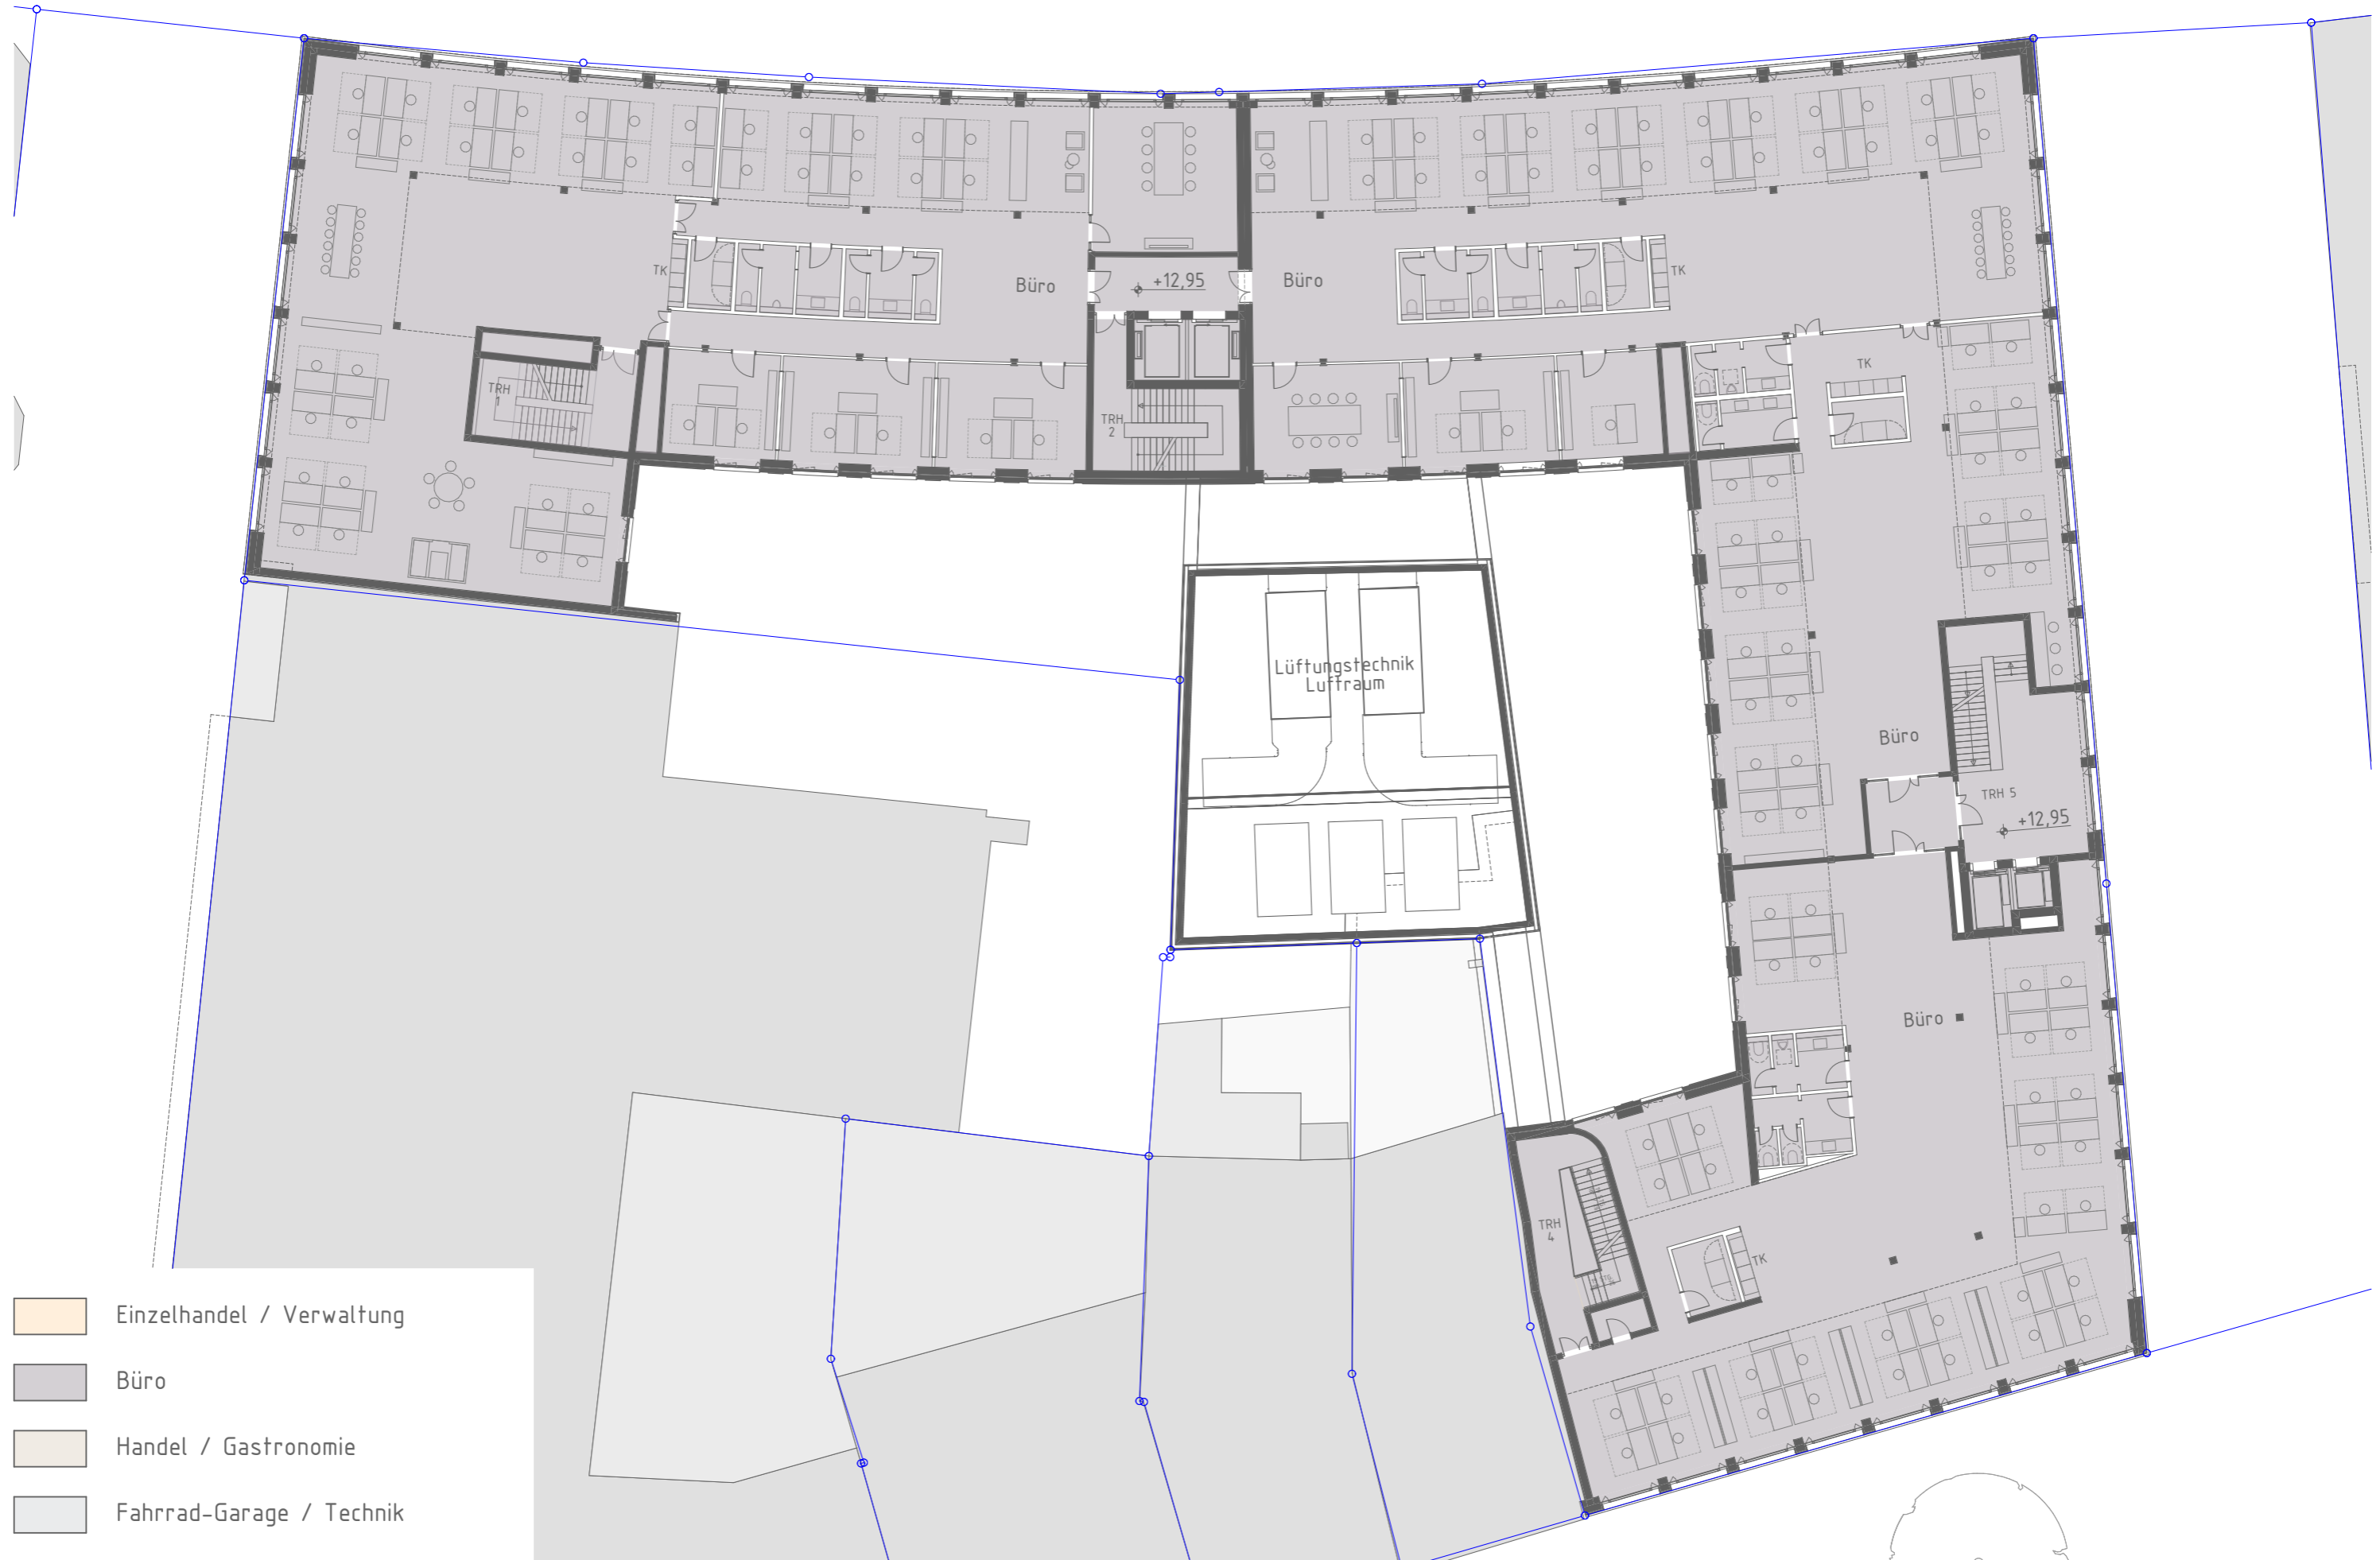 TK
Büro
+12,95
Büro
TK
TRH
1
TRH
2
TK
Lüftungstechnik
Luftraum
Büro
TRH 5
+12,95
Büro
TRH
4
TK
Einzelhandel / Verwaltung
Büro
Handel / Gastronomie
Fahrrad-Garage / Technik